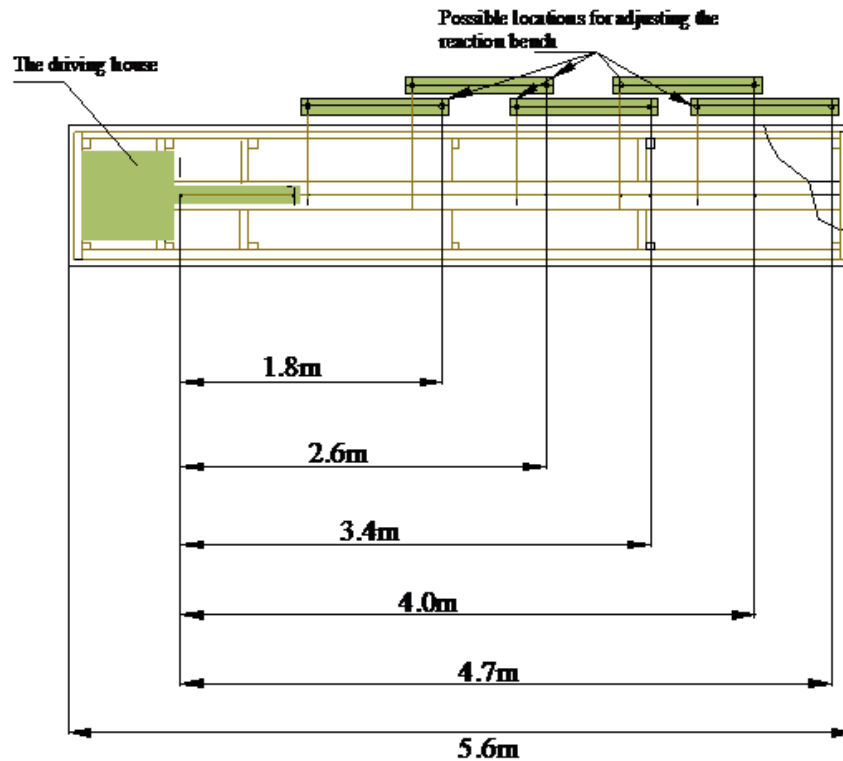 Possible locations for adjusting the
reaction bench
The driving house
1.8m
2.6m
3.4m
4.0m
4.7m
5.6m